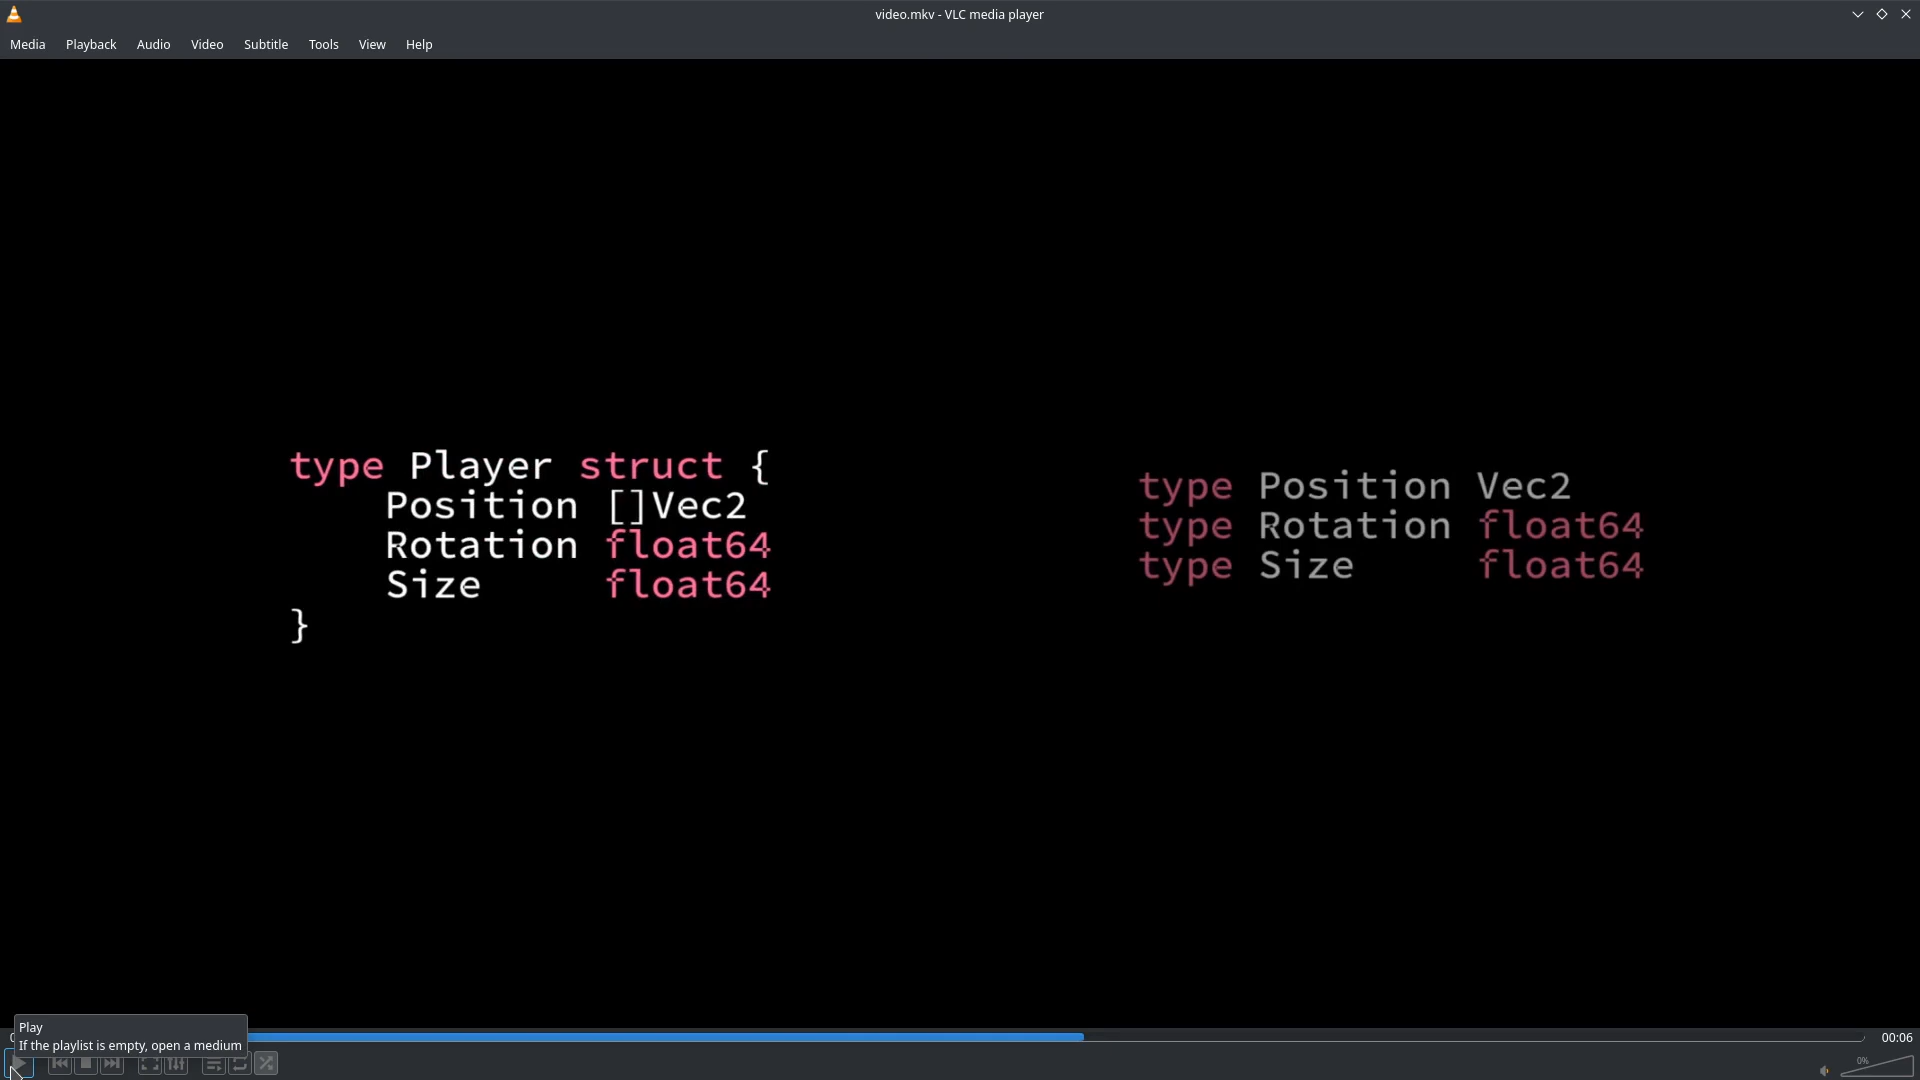 video.mkv - VLC media player
Media Playback Audio Video Subtitle Tools View Help
type Player struct {
    Position []Vec2
    Rotation float64
    Size     float64
}
type Position Vec2
type Rotation float64
type Size     float64
Play
If the playlist is empty, open a medium
00:06
0%